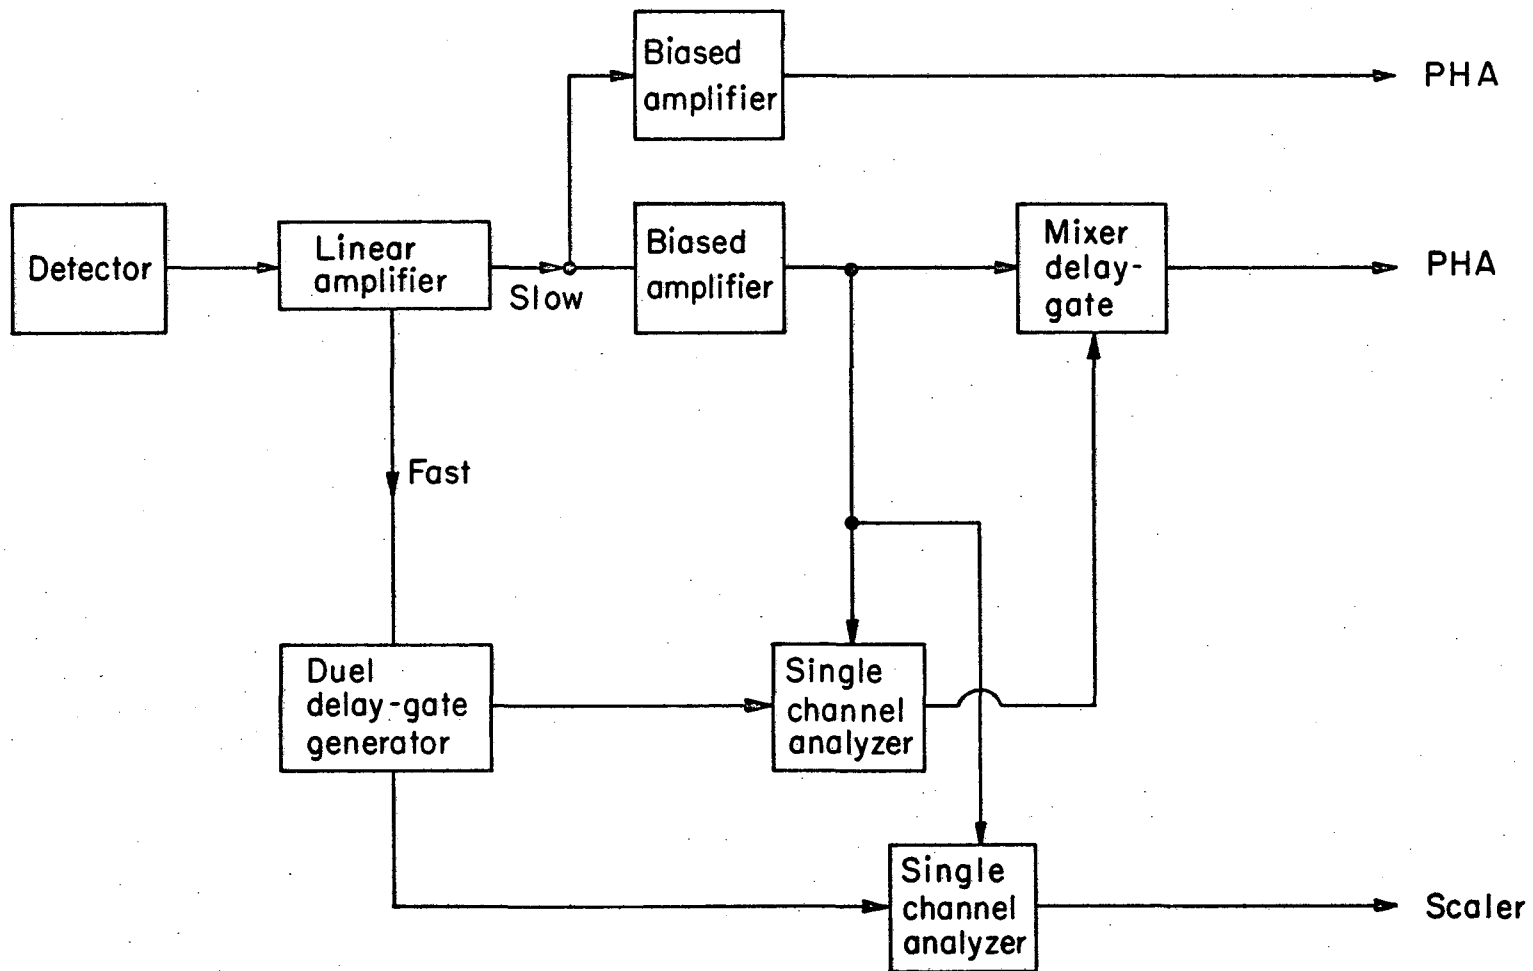 Biased
amplifier
PHA
Detector
Linear
amplifier
Slow
Biased
amplifier
Mixer
delay-
gate
PHA
Fast
Duel
delay-gate
generator
Single
channel
analyzer
Single
channel
analyzer
Scaler